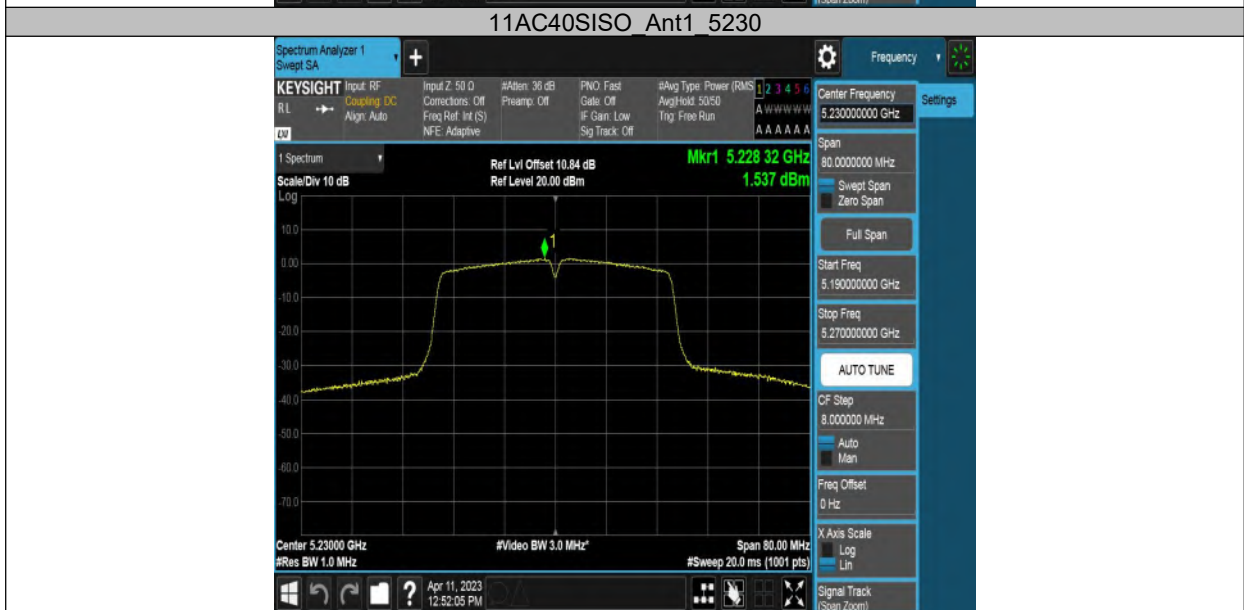 (Span Zoom)
11AC40SISO_Ant1_5230
Spectrum Analyzer 1
Swept SA
+
Frequency
KEYSIGHT
RL
LXI
Input: RF
Coupling: DC
Align: Auto
Input Z: 50 Ω
Corrections: Off
Freq Ref: Int (S)
NFE: Adaptive
#Atten: 36 dB
Preamp: Off
PNO: Fast
Gate: Off
IF Gain: Low
Sig Track: Off
#Avg Type: Power (RMS
Avg|Hold: 50/50
Trig: Free Run
1 2 3 4 5 6
A W W W W W
A A A A A A
Center Frequency
5.230000000 GHz
Settings
Span
80.0000000 MHz
Swept Span
Zero Span
Full Span
Start Freq
5.190000000 GHz
Stop Freq
5.270000000 GHz
AUTO TUNE
CF Step
8.000000 MHz
Auto
Man
Freq Offset
0 Hz
X Axis Scale
Log
Lin
Signal Track
(Span Zoom)
1 Spectrum
Scale/Div 10 dB
Log
Ref Lvl Offset 10.84 dB
Ref Level 20.00 dBm
Mkr1 5.228 32 GHz
1.537 dBm
1
10.0
0.00
-10.0
-20.0
-30.0
-40.0
-50.0
-60.0
-70.0
Center 5.23000 GHz
#Res BW 1.0 MHz
#Video BW 3.0 MHz*
Span 80.00 MHz
#Sweep 20.0 ms (1001 pts)
?
Apr 11, 2023
12:52:05 PM